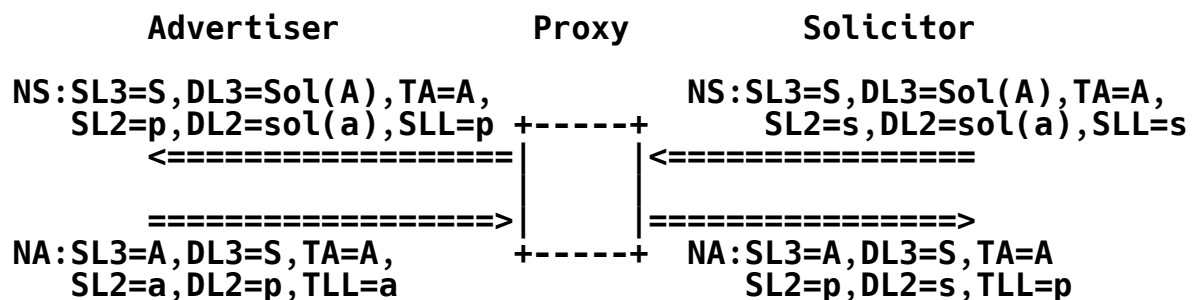 Advertiser Proxy Solicitor
NS:SL3=S,DL3=Sol(A),TA=A, NS:SL3=S,DL3=Sol(A),TA=A,
SL2=p,DL2=sol(a),SLL=p +-----+ SL2=s,DL2=sol(a),SLL=s
<==================| |<================
| |
==================>| |================>
NA:SL3=A,DL3=S,TA=A, +-----+ NA:SL3=A,DL3=S,TA=A
SL2=a,DL2=p,TLL=a SL2=p,DL2=s,TLL=p